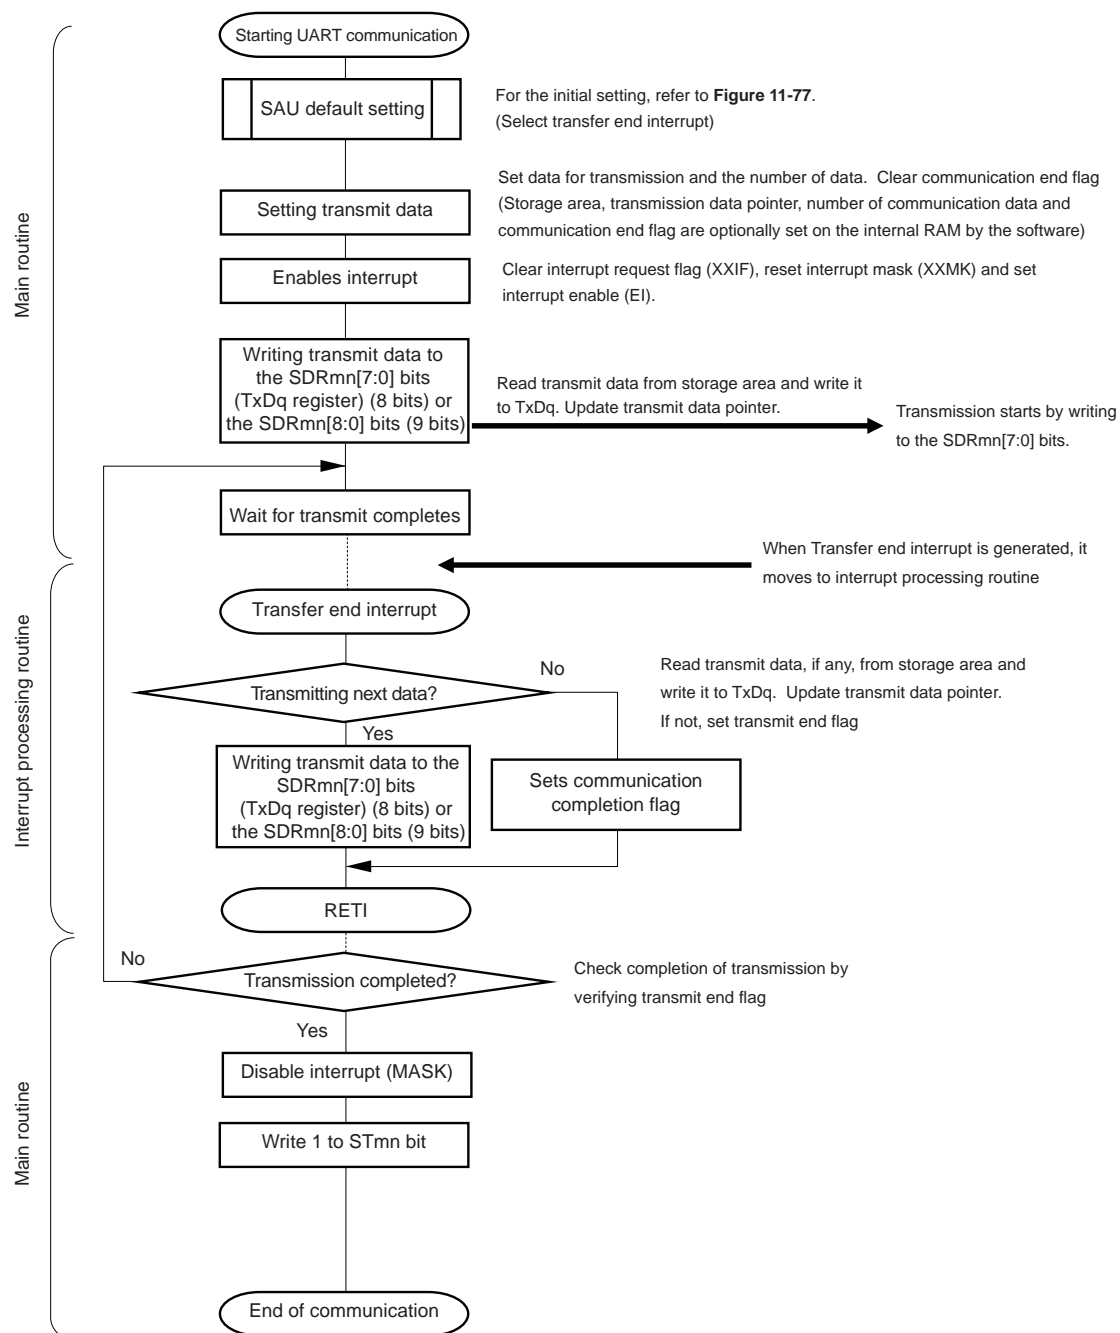 Starting UART communication
SAU default setting
For the initial setting, refer to Figure 11-77.
(Select transfer end interrupt)
Setting transmit data
Set data for transmission and the number of data. Clear communication end flag
(Storage area, transmission data pointer, number of communication data and
communication end flag are optionally set on the internal RAM by the software)
Main routine
Enables interrupt
Clear interrupt request flag (XXIF), reset interrupt mask (XXMK) and set
interrupt enable (EI).
Writing transmit data to
the SDRmn[7:0] bits
(TxDq register) (8 bits) or
the SDRmn[8:0] bits (9 bits)
Read transmit data from storage area and write it
to TxDq. Update transmit data pointer.
Transmission starts by writing
to the SDRmn[7:0] bits.
Wait for transmit completes
When Transfer end interrupt is generated, it
moves to interrupt processing routine
Transfer end interrupt
Interrupt processing routine
Transmitting next data?
No
Yes
Read transmit data, if any, from storage area and
write it to TxDq. Update transmit data pointer.
If not, set transmit end flag
Writing transmit data to the
SDRmn[7:0] bits
(TxDq register) (8 bits) or
the SDRmn[8:0] bits (9 bits)
Sets communication
completion flag
RETI
No
Transmission completed?
Check completion of transmission by
verifying transmit end flag
Yes
Main routine
Disable interrupt (MASK)
Write 1 to STmn bit
End of communication